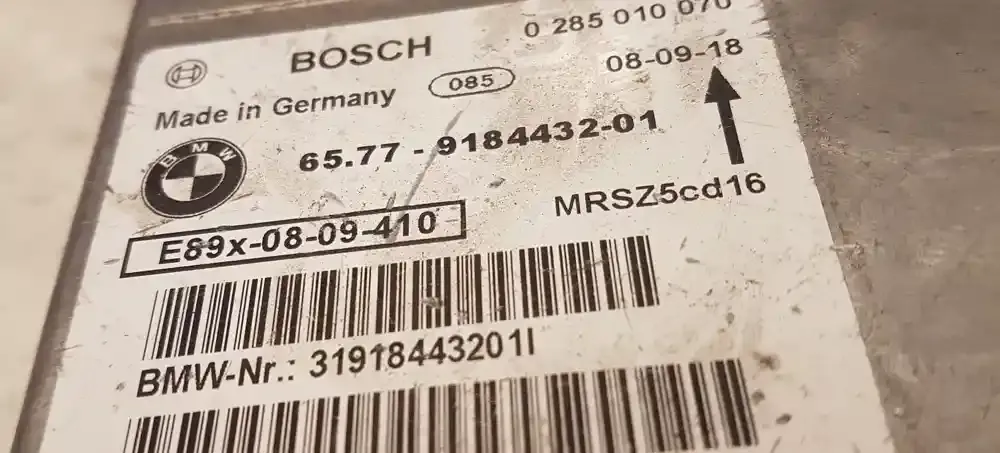 BOSCH 0 285 010 070
Made in Germany 085 08-09-18
BMW 65.77 - 9184432-01
E89x-08-09-410 MRSZ5cd16
BMW-Nr.: 31918443201I